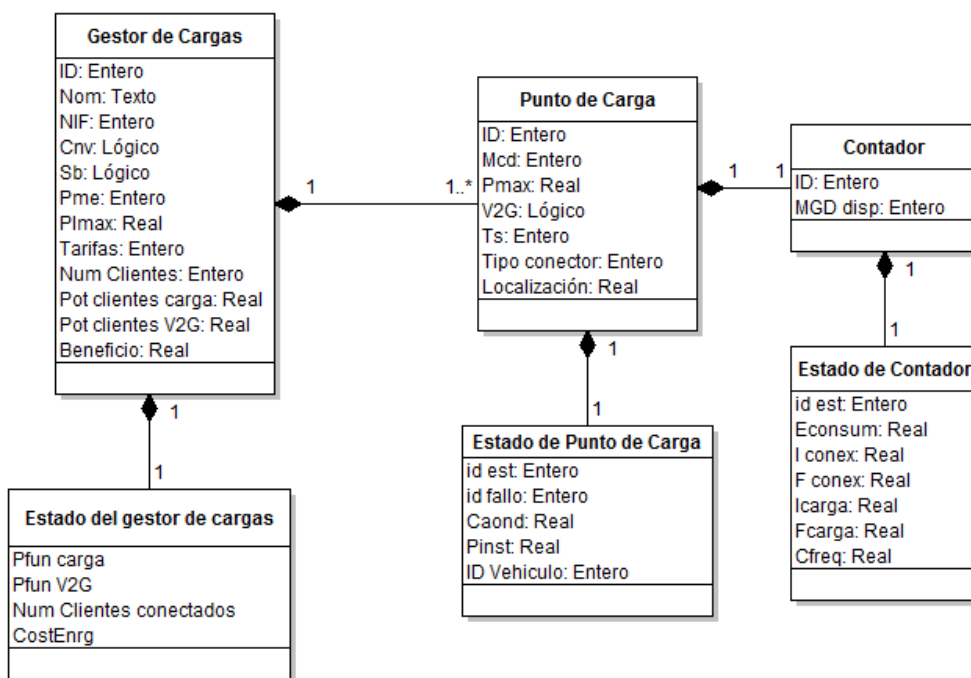 Gestor de Cargas
ID: Entero
Nom: Texto
NIF: Entero
Cnv: Lógico
Sb: Lógico
Pme: Entero
PImax: Real
Tarifas: Entero
Num Clientes: Entero
Pot clientes carga: Real
Pot clientes V2G: Real
Beneficio: Real
1
1..*
Punto de Carga
ID: Entero
Mcd: Entero
Pmax: Real
V2G: Lógico
Ts: Entero
Tipo conector: Entero
Localización: Real
1
1
Contador
ID: Entero
MGD disp: Entero
1
1
Estado del gestor de cargas
Pfun carga
Pfun V2G
Num Clientes conectados
CostEnrg
1
1
Estado de Punto de Carga
id est: Entero
id fallo: Entero
Caond: Real
Pinst: Real
ID Vehiculo: Entero
1
1
Estado de Contador
id est: Entero
Econsum: Real
I conex: Real
F conex: Real
Icarga: Real
Fcarga: Real
Cfreq: Real